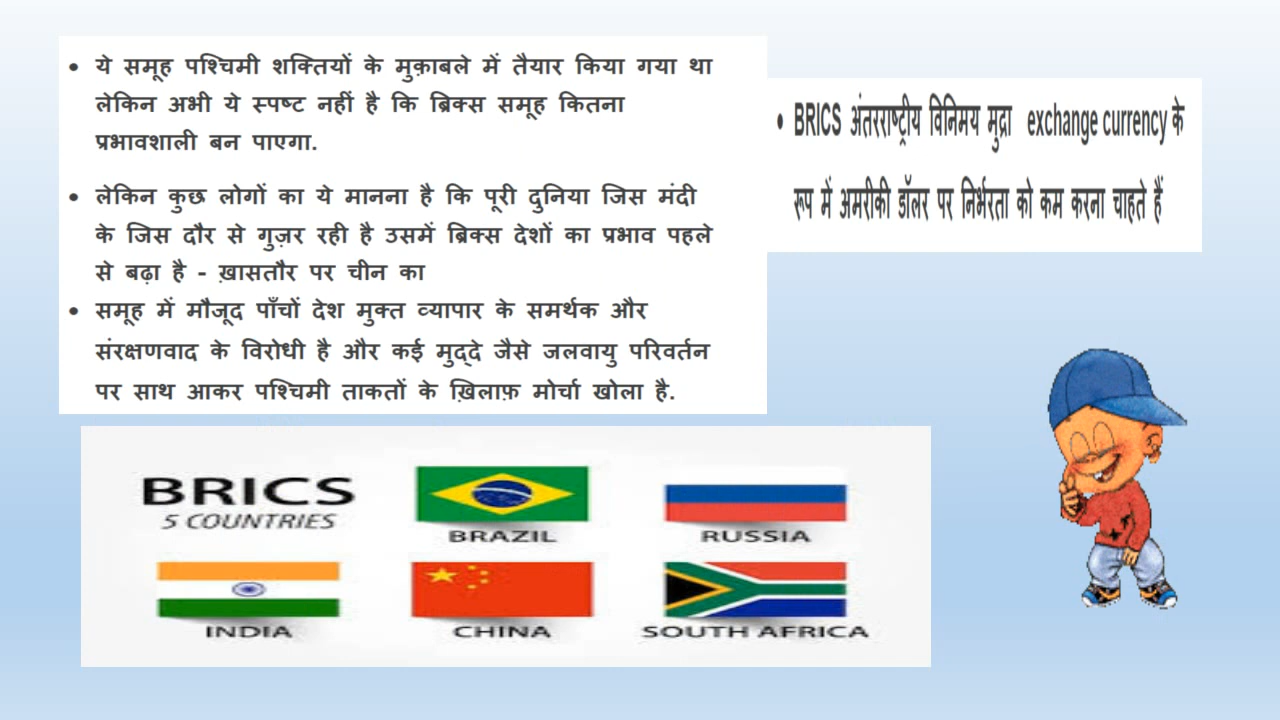 • ये समूह पश्चिमी शक्तियों के मुक़ाबले में तैयार किया गया था
लेकिन अभी ये स्पष्ट नहीं है कि ब्रिक्स समूह कितना
प्रभावशाली बन पाएगा.
• लेकिन कुछ लोगों का ये मानना है कि पूरी दुनिया जिस मंदी
के जिस दौर से गुज़र रही है उसमें ब्रिक्स देशों का प्रभाव पहले
से बढ़ा है - ख़ासतौर पर चीन का
• समूह में मौजूद पाँचों देश मुक्त व्यापार के समर्थक और
संरक्षणवाद के विरोधी है और कई मुद्दे जैसे जलवायु परिवर्तन
पर साथ आकर पश्चिमी ताकतों के ख़िलाफ़ मोर्चा खोला है.
• BRICS अंतरराष्ट्रीय विनिमय मुद्रा exchange currency के
रूप में अमरीकी डॉलर पर निर्भरता को कम करना चाहते हैं
BRICS
5 COUNTRIES
BRAZIL
RUSSIA
INDIA
CHINA
SOUTH AFRICA